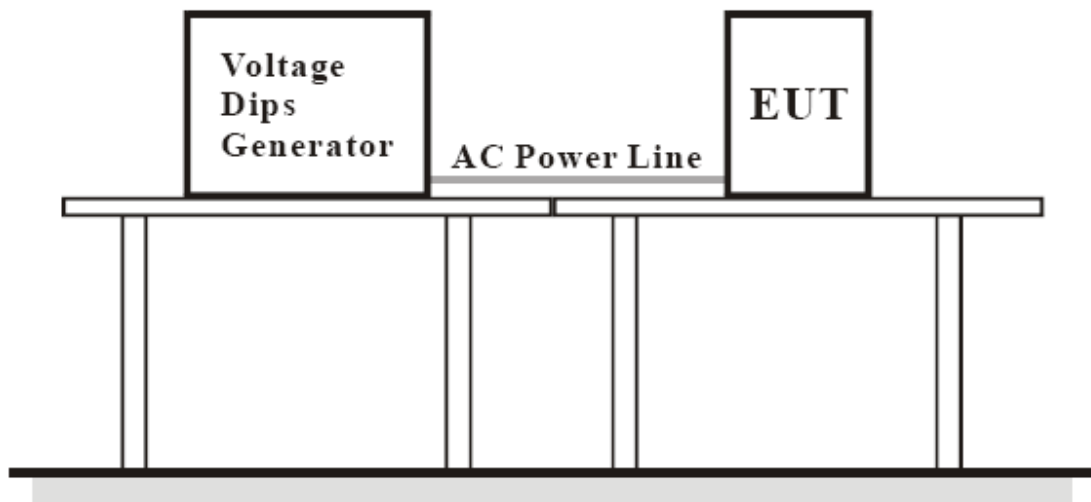 Voltage
Dips
Generator
AC Power Line
EUT